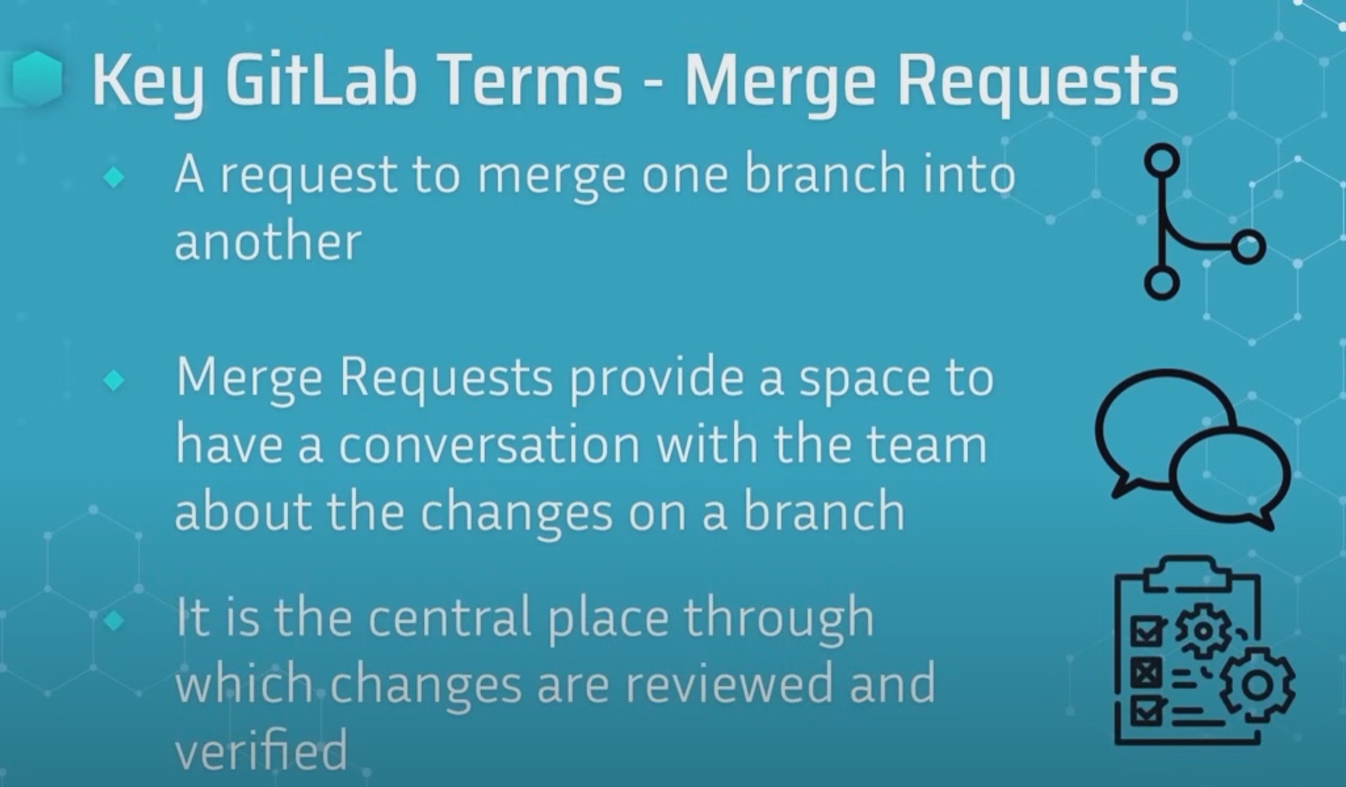 Key GitLab Terms - Merge Requests
A request to merge one branch into
another
Merge Requests provide a space to
have a conversation with the team
about the changes on a branch
It is the central place through
which changes are reviewed and
verified